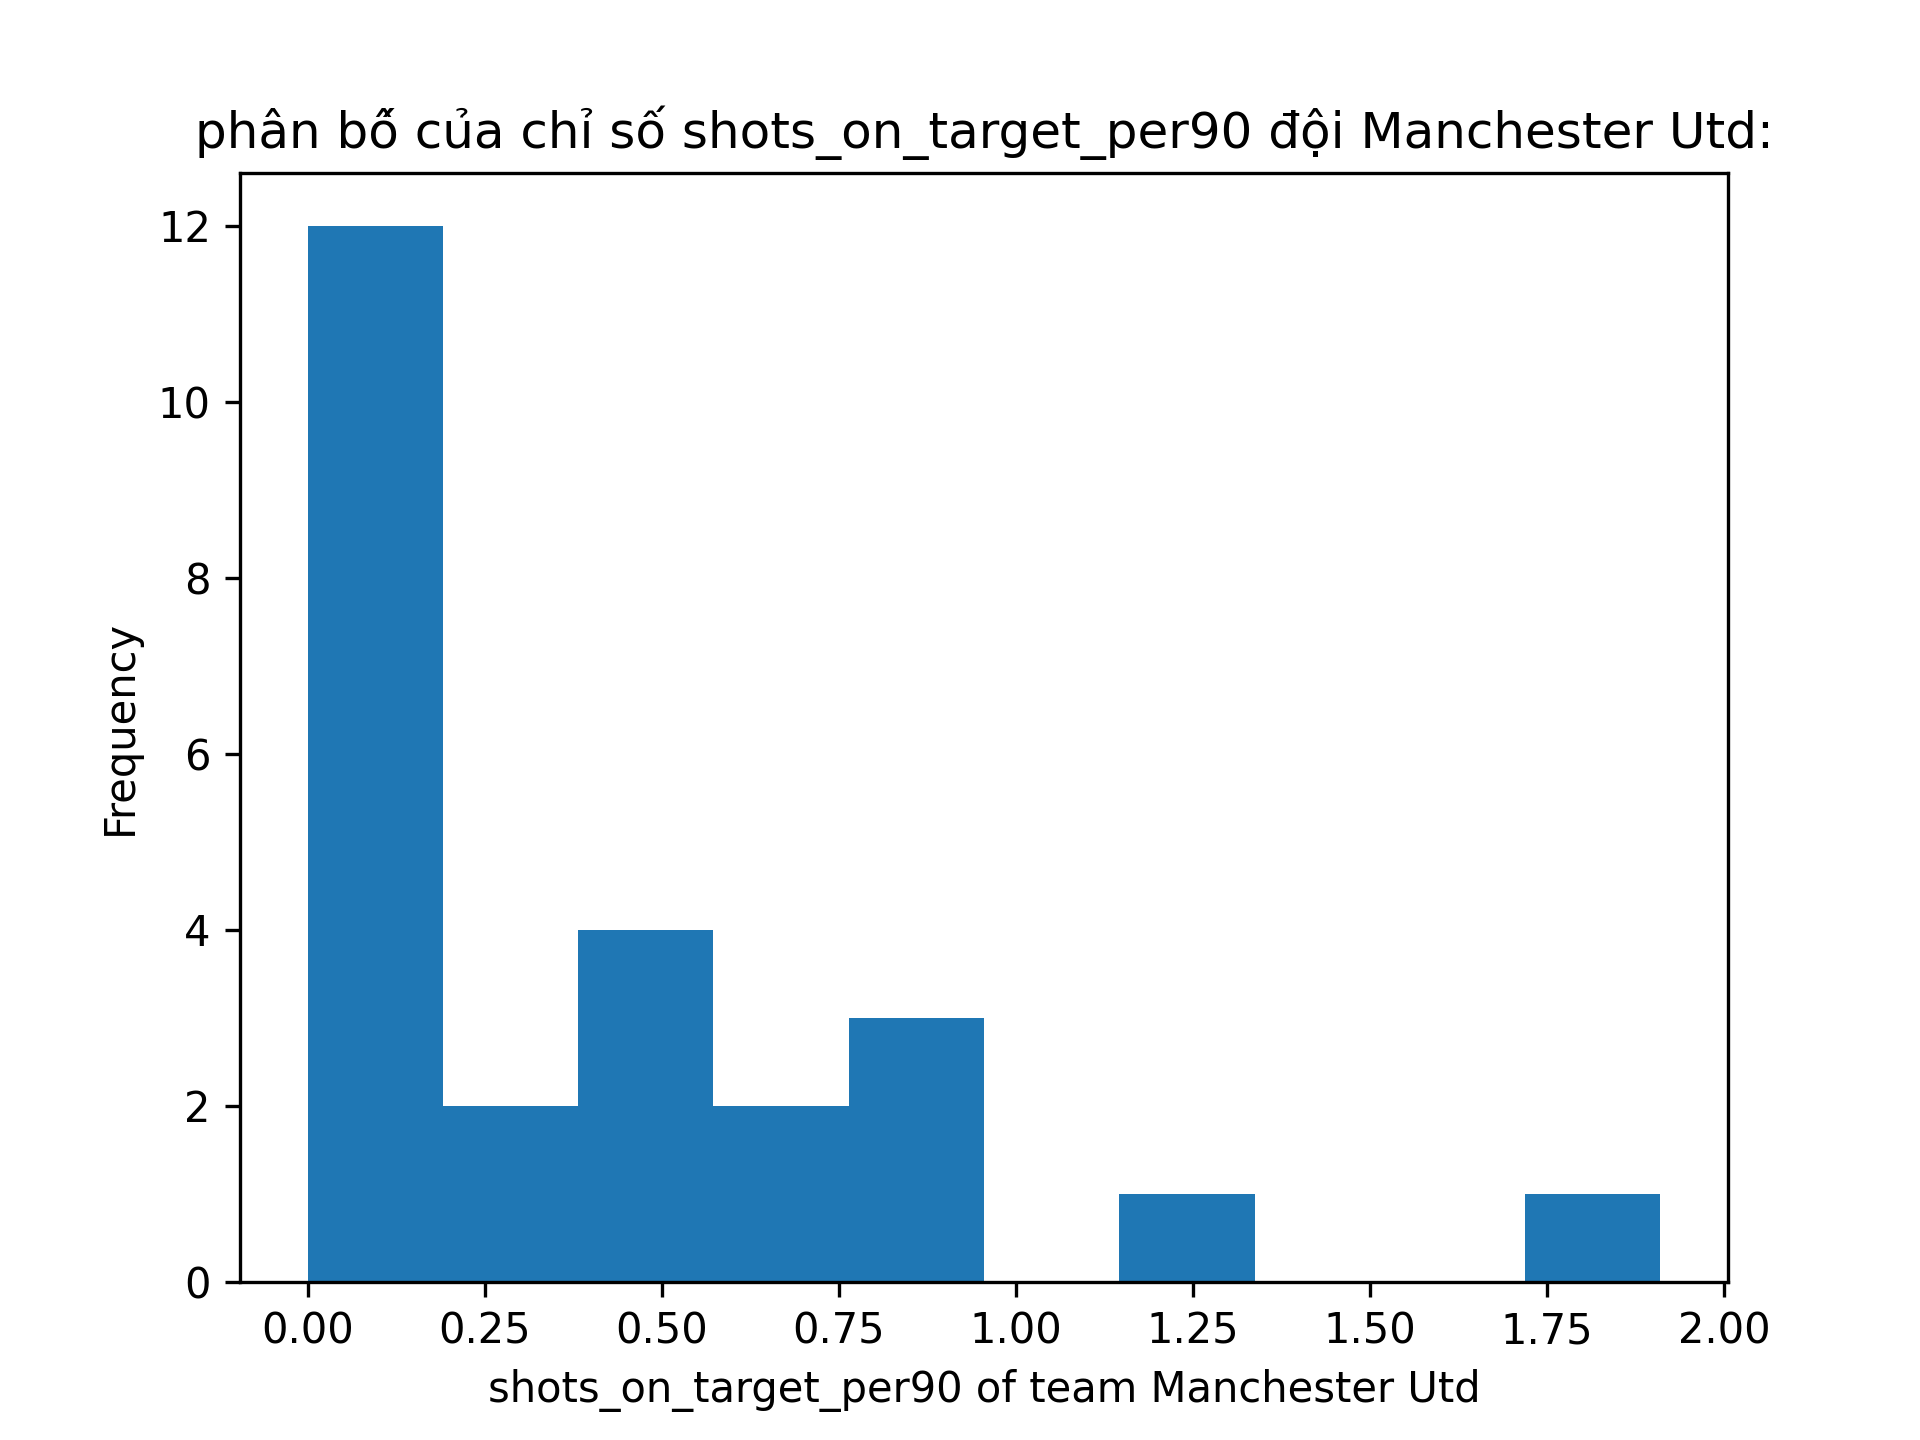 phân bỗ của chỉ số shots_on_target_per90 đội Manchester Utd:
12
10
8
6
4
2
0
Frequency
0.00 0.25 0.50 0.75 1.00 1.25 1.50 1.75 2.00
shots_on_target_per90 of team Manchester Utd